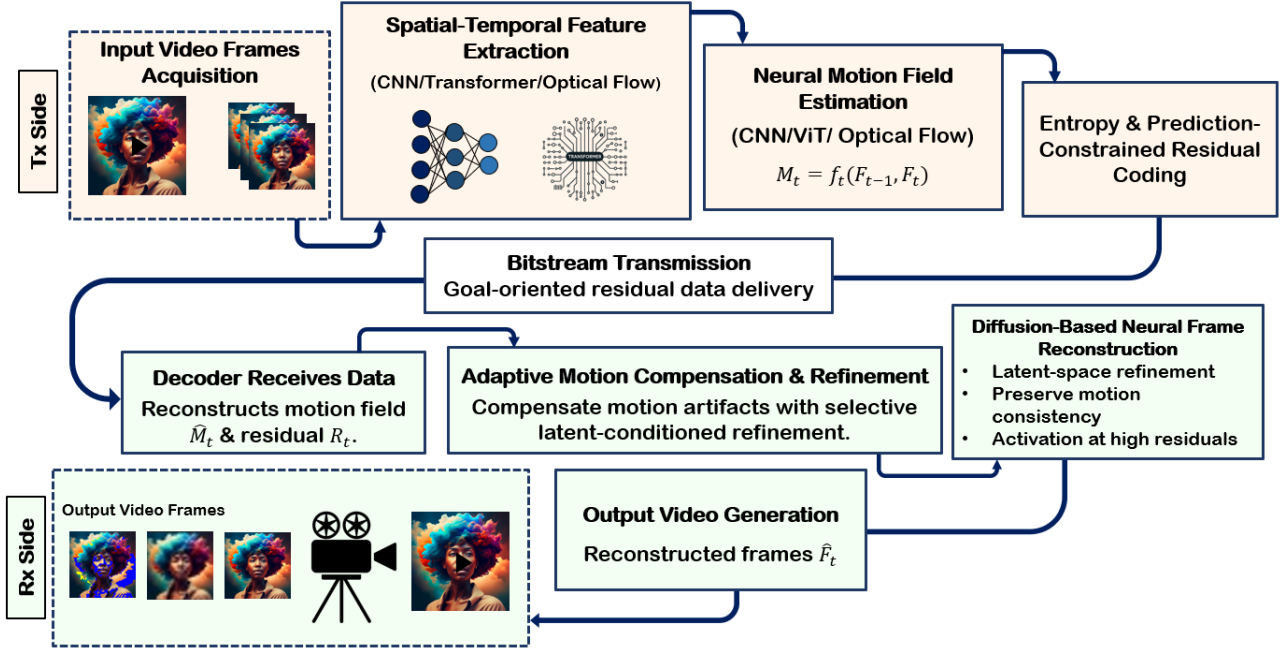 Tx Side
Input Video Frames
Acquisition
Spatial-Temporal Feature
Extraction
(CNN/Transformer/Optical Flow)
TRANSFORMER
Neural Motion Field
Estimation
(CNN/ViT/ Optical Flow)
M_t = f_t(F_{t−1}, F_t)
Entropy & Prediction-
Constrained Residual
Coding
Bitstream Transmission
Goal-oriented residual data delivery
Decoder Receives Data
Reconstructs motion field
M̂_t & residual R_t.
Adaptive Motion Compensation & Refinement
Compensate motion artifacts with selective
latent-conditioned refinement.
Diffusion-Based Neural Frame
Reconstruction
• Latent-space refinement
• Preserve motion
consistency
• Activation at high residuals
Rx Side
Output Video Frames
Output Video Generation
Reconstructed frames F̂_t